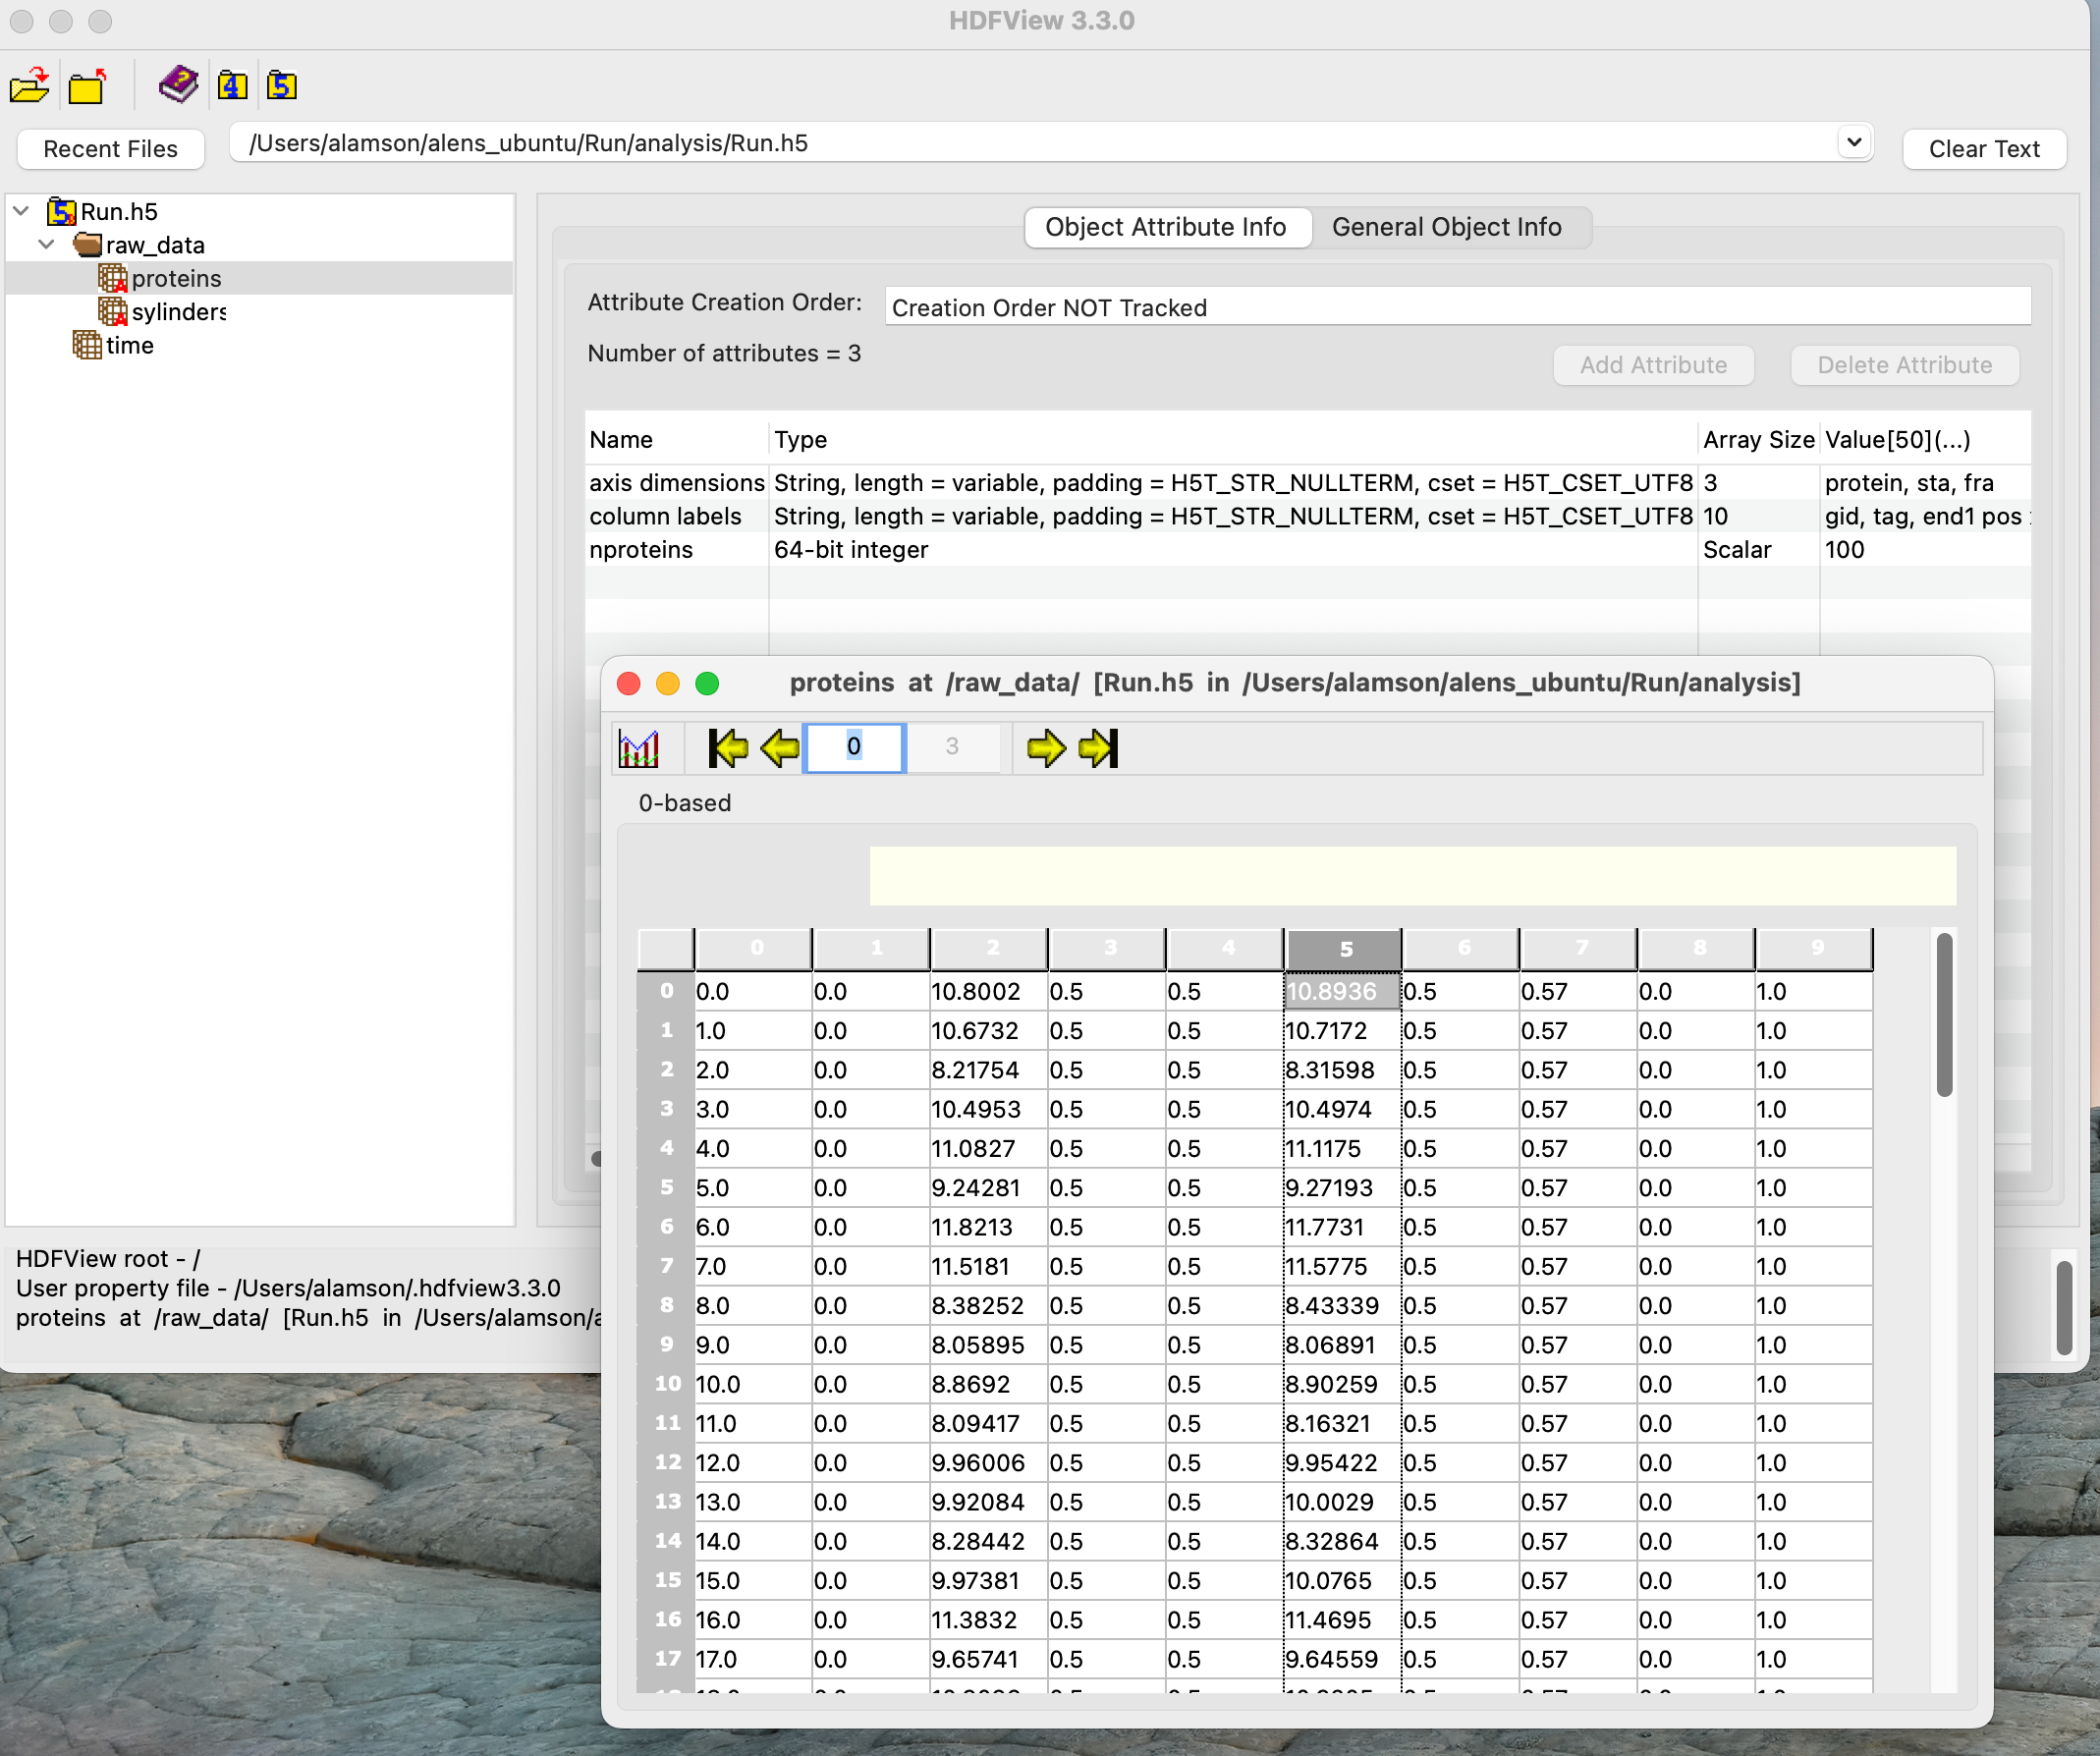 HDFView 3.3.0
Recent Files
/Users/alamson/alens_ubuntu/Run/analysis/Run.h5
Clear Text
Run.h5
raw_data
proteins
sylinders
time
Object Attribute Info General Object Info
Attribute Creation Order: Creation Order NOT Tracked
Number of attributes = 3
Add Attribute Delete Attribute
Name Type Array Size Value[50](...)
axis dimensions String, length = variable, padding = H5T_STR_NULLTERM, cset = H5T_CSET_UTF8 3 protein, sta, fra
column labels String, length = variable, padding = H5T_STR_NULLTERM, cset = H5T_CSET_UTF8 10 gid, tag, end1 pos
nproteins 64-bit integer Scalar 100
proteins at /raw_data/ [Run.h5 in /Users/alamson/alens_ubuntu/Run/analysis]
0 3
0-based
0 1 2 3 4 5 6 7 8 9
0 0.0 0.0 10.8002 0.5 0.5 10.8936 0.5 0.57 0.0 1.0
1 1.0 0.0 10.6732 0.5 0.5 10.7172 0.5 0.57 0.0 1.0
2 2.0 0.0 8.21754 0.5 0.5 8.31598 0.5 0.57 0.0 1.0
3 3.0 0.0 10.4953 0.5 0.5 10.4974 0.5 0.57 0.0 1.0
4 4.0 0.0 11.0827 0.5 0.5 11.1175 0.5 0.57 0.0 1.0
5 5.0 0.0 9.24281 0.5 0.5 9.27193 0.5 0.57 0.0 1.0
6 6.0 0.0 11.8213 0.5 0.5 11.7731 0.5 0.57 0.0 1.0
7 7.0 0.0 11.5181 0.5 0.5 11.5775 0.5 0.57 0.0 1.0
8 8.0 0.0 8.38252 0.5 0.5 8.43339 0.5 0.57 0.0 1.0
9 9.0 0.0 8.05895 0.5 0.5 8.06891 0.5 0.57 0.0 1.0
10 10.0 0.0 8.8692 0.5 0.5 8.90259 0.5 0.57 0.0 1.0
11 11.0 0.0 8.09417 0.5 0.5 8.16321 0.5 0.57 0.0 1.0
12 12.0 0.0 9.96006 0.5 0.5 9.95422 0.5 0.57 0.0 1.0
13 13.0 0.0 9.92084 0.5 0.5 10.0029 0.5 0.57 0.0 1.0
14 14.0 0.0 8.28442 0.5 0.5 8.32864 0.5 0.57 0.0 1.0
15 15.0 0.0 9.97381 0.5 0.5 10.0765 0.5 0.57 0.0 1.0
16 16.0 0.0 11.3832 0.5 0.5 11.4695 0.5 0.57 0.0 1.0
17 17.0 0.0 9.65741 0.5 0.5 9.64559 0.5 0.57 0.0 1.0
HDFView root - /
User property file - /Users/alamson/.hdfview3.3.0
proteins at /raw_data/ [Run.h5 in /Users/alamson/a